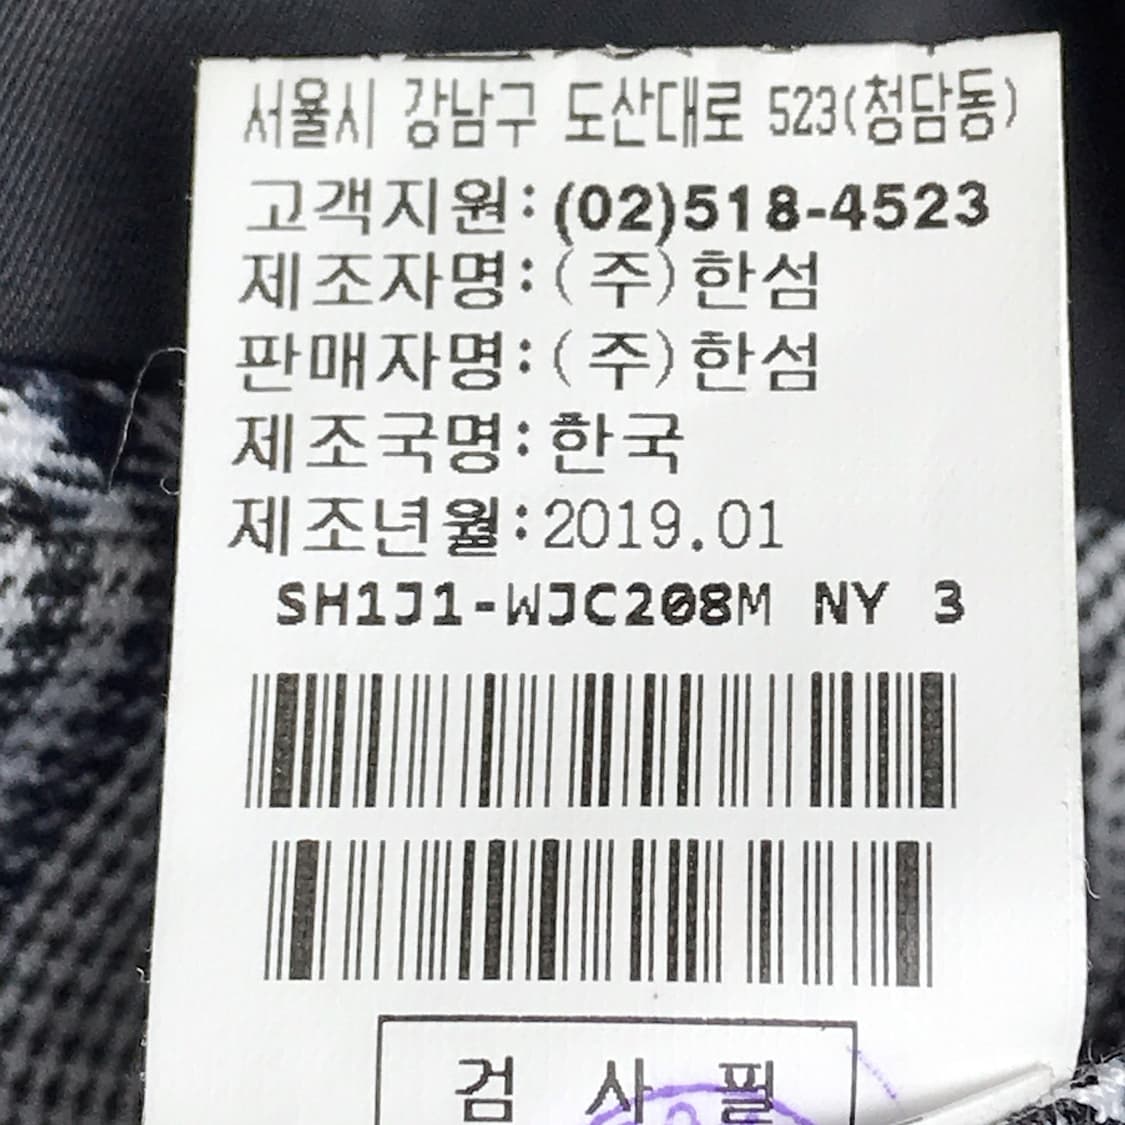 서울시 강남구 도산대로 523(청담동)
고객지원:(02)518-4523
제조자명:(주)한섬
판매자명:(주)한섬
제조국명:한국
제조년월:2019.01
SH1J1-WJC208M NY 3
검 사 필